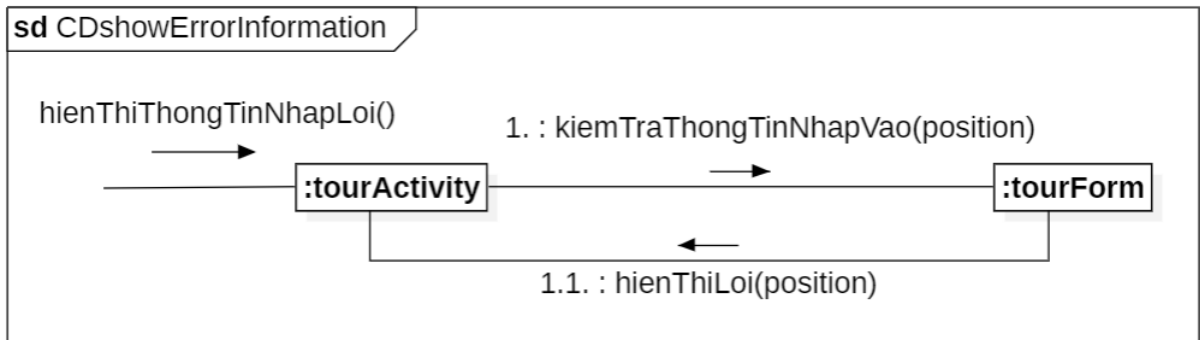 sd CDshowErrorInformation
hienThiThongTinNhapLoi()
1. : kiemTraThongTinNhapVao(position)
:tourActivity
:tourForm
1.1. : hienThiLoi(position)